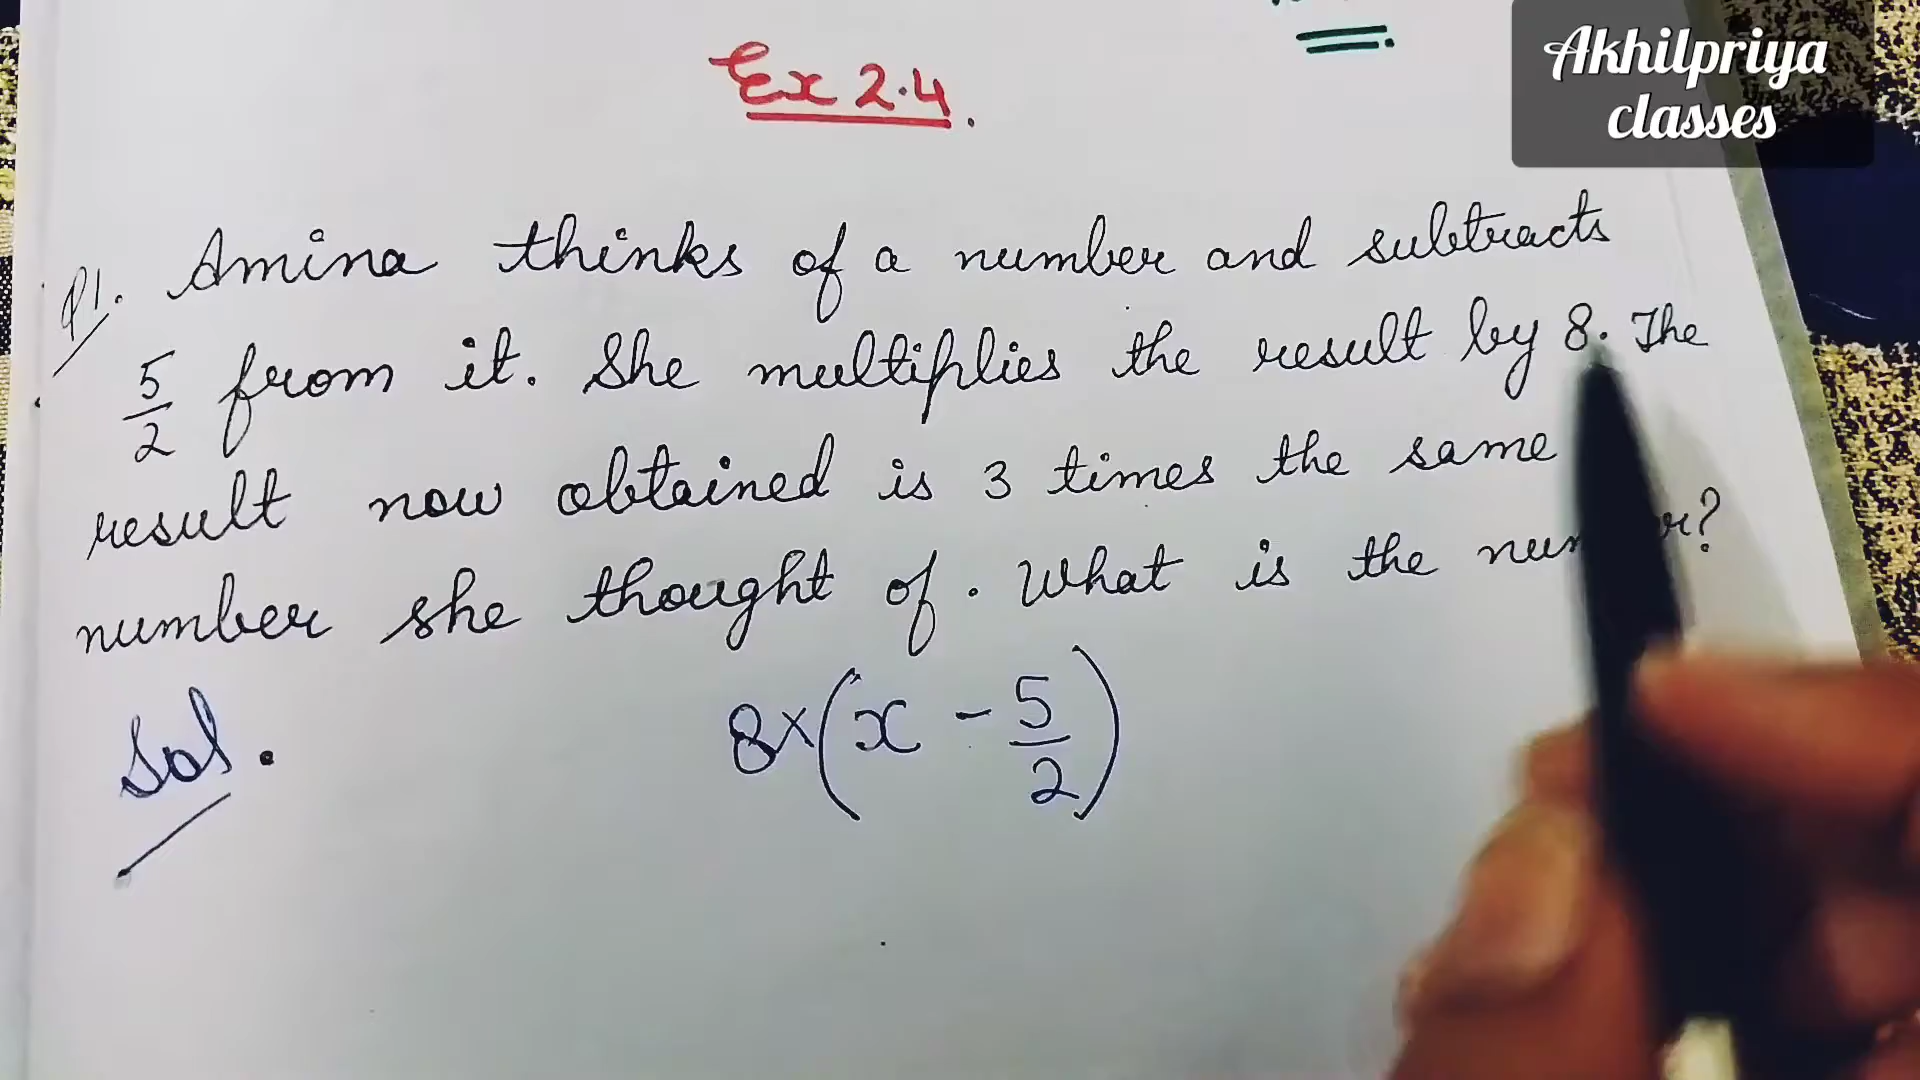 Akhilpriya
classes
Ex 2.4.
Q1. Amina thinks of a number and subtracts
5/2 from it. She multiplies the result by 8. The
result now obtained is 3 times the same
number she thought of. What is the
Sol.
8×(x - 5/2)